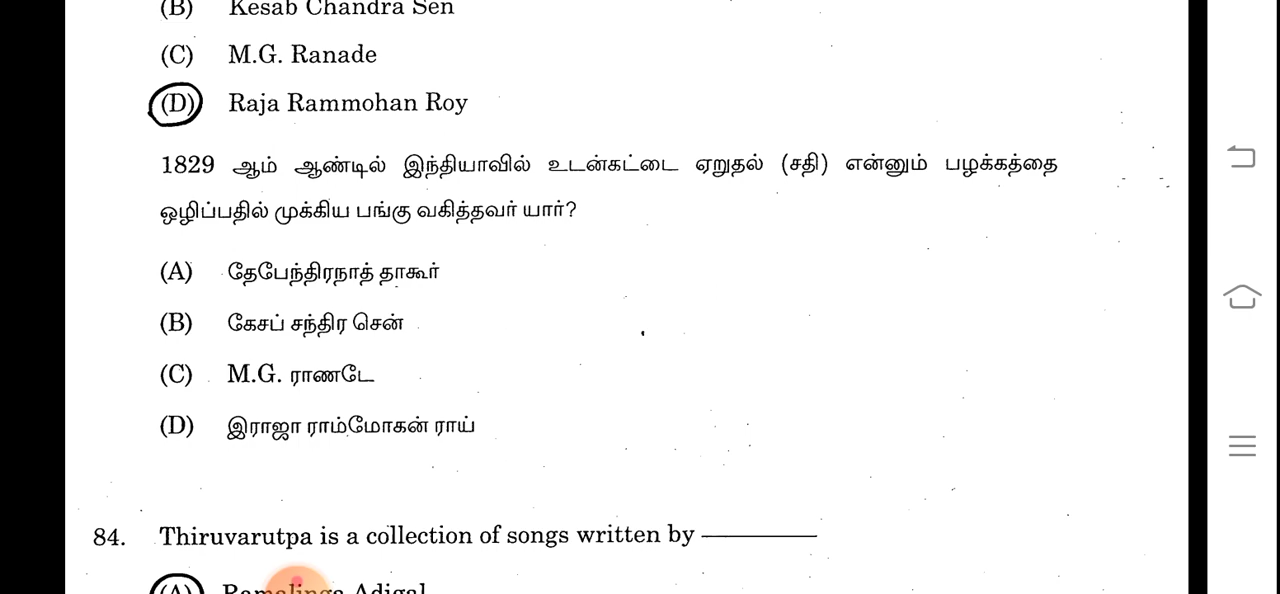 (B) Kesab Chandra Sen
(C) M.G. Ranade
(D) Raja Rammohan Roy
1829 ஆம் ஆண்டில் இந்தியாவில் உடன்கட்டை ஏறுதல் (சதி) என்னும் பழக்கத்தை
ஒழிப்பதில் முக்கிய பங்கு வகித்தவர் யார்?
(A) தேபேந்திரநாத் தாகூர்
(B) கேசப் சந்திர சென்
(C) M.G. ராணடே
(D) இராஜா ராம்மோகன் ராய்
84. Thiruvarutpa is a collection of songs written by ————
(A) Ramalinga Adigal